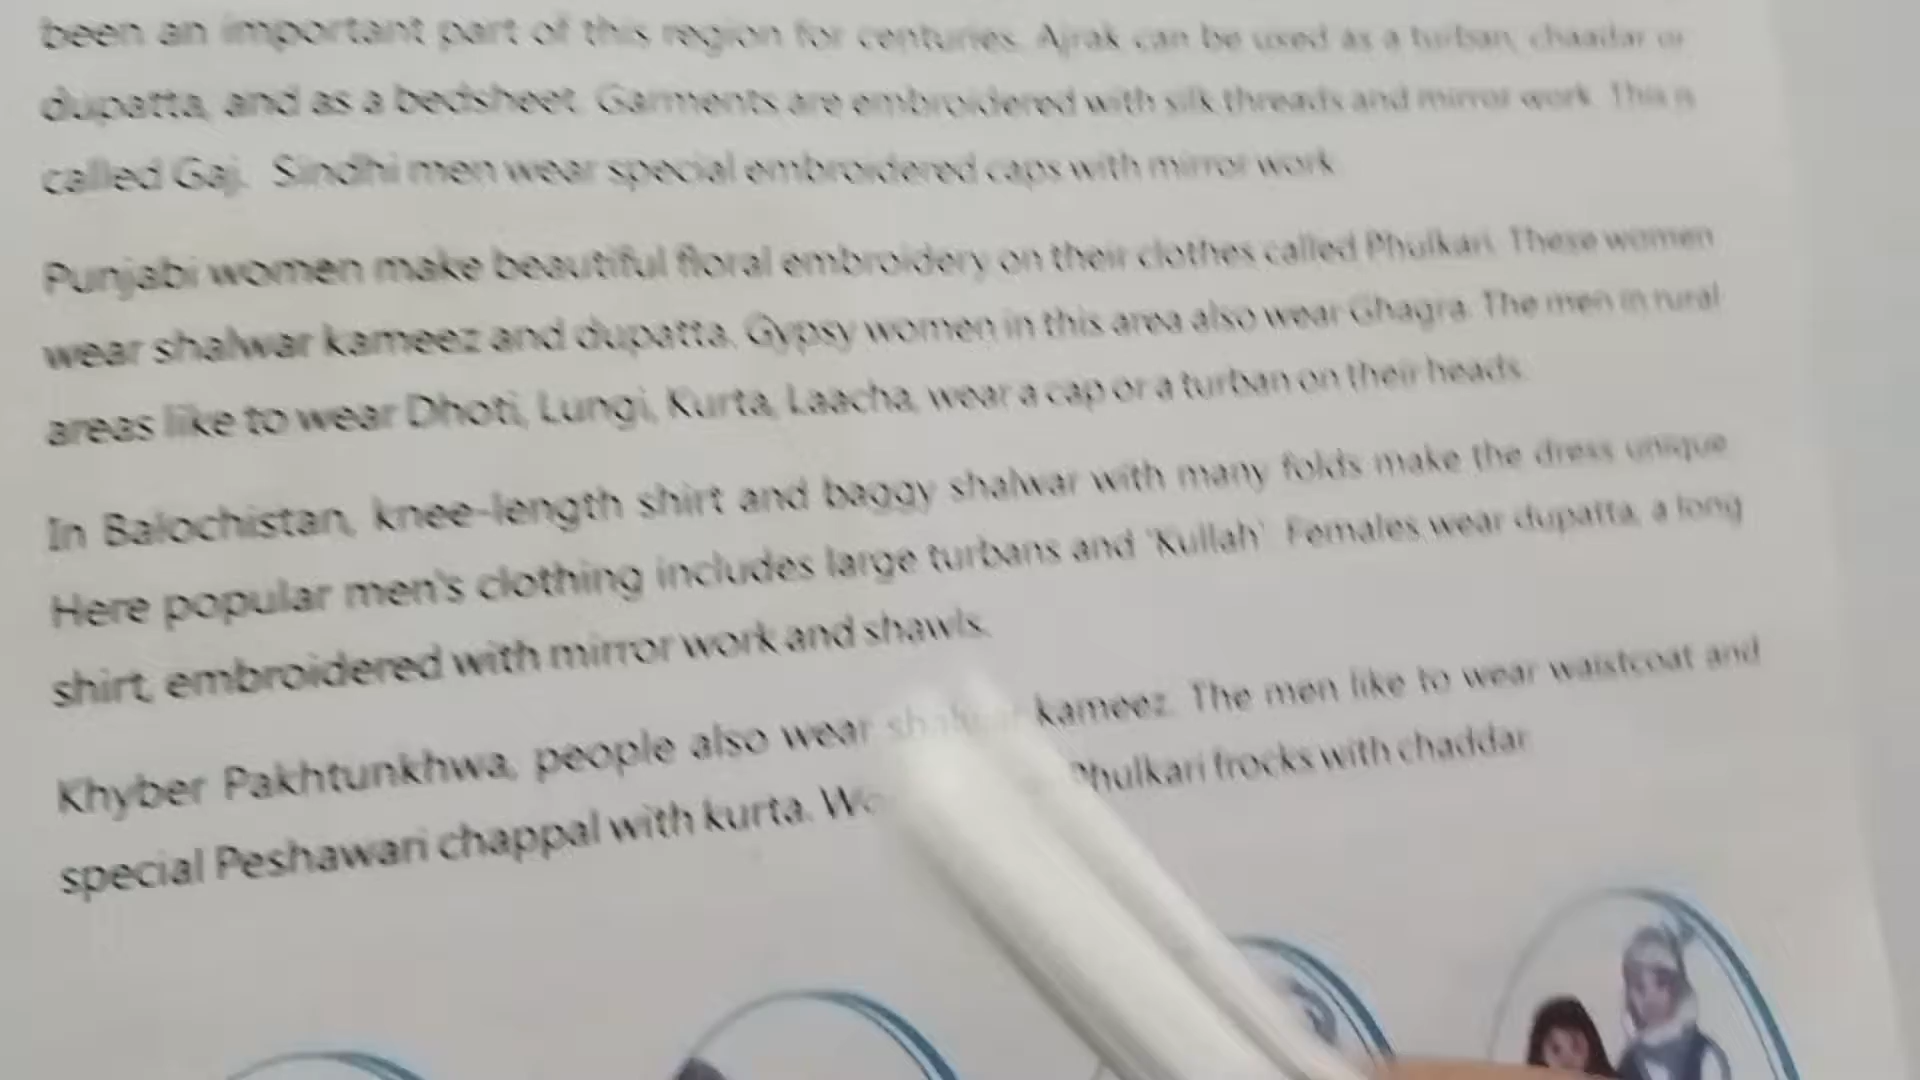 been an important part of this region for centuries. Ajrak can be used as a turban, chaadar or
dupatta, and as a bedsheet. Garments are embroidered with silk threads and mirror work. This is
called Gaj. Sindhi men wear special embroidered caps with mirror work.
Punjabi women make beautiful floral embroidery on their clothes called Phulkari. These women
wear shalwar kameez and dupatta. Gypsy women in this area also wear Ghagra. The men in rural
areas like to wear Dhoti, Lungi, Kurta, Laacha, wear a cap or a turban on their heads.
In Balochistan, knee-length shirt and baggy shalwar with many folds make the dress unique.
Here popular men's clothing includes large turbans and 'Kullah'. Females wear dupatta, a long
shirt, embroidered with mirror work and shawls.
Khyber Pakhtunkhwa, people also wear kameez. The men like to wear waistcoat and
special Peshawari chappal with kurta. Phulkari frocks with chaddar.